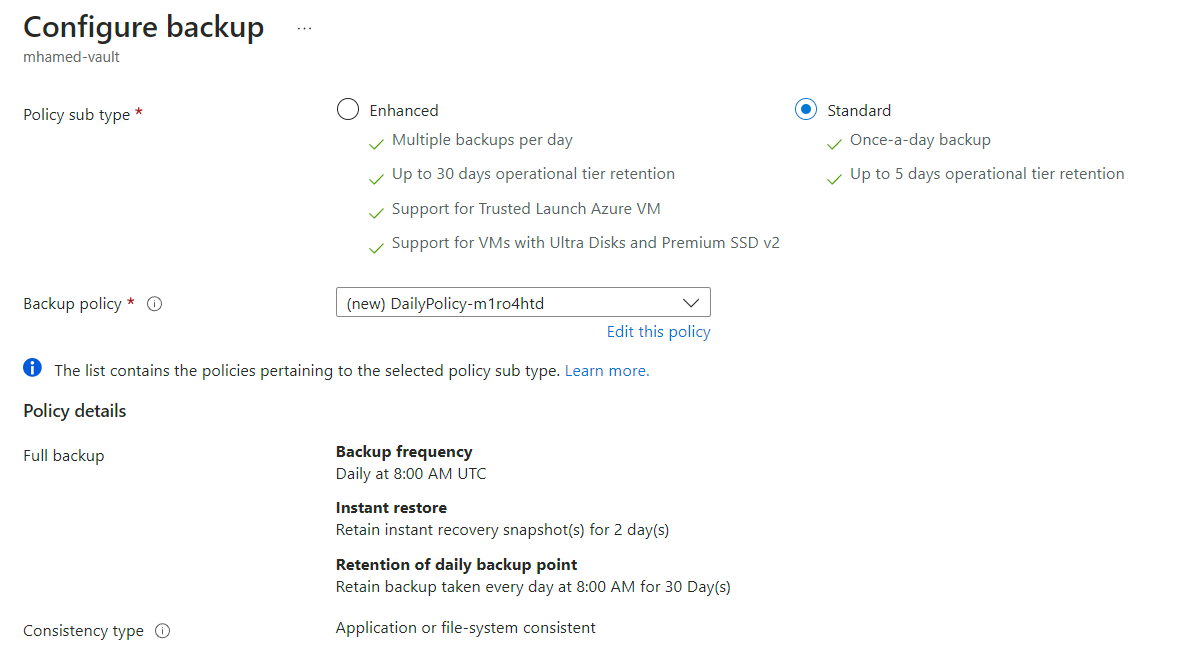 Configure backup ...
mhamed-vault
Policy sub type *
Enhanced
Multiple backups per day
Up to 30 days operational tier retention
Support for Trusted Launch Azure VM
Support for VMs with Ultra Disks and Premium SSD v2
Standard
Once-a-day backup
Up to 5 days operational tier retention
Backup policy *
(new) DailyPolicy-m1ro4htd
Edit this policy
The list contains the policies pertaining to the selected policy sub type. Learn more.
Policy details
Full backup
Backup frequency
Daily at 8:00 AM UTC
Instant restore
Retain instant recovery snapshot(s) for 2 day(s)
Retention of daily backup point
Retain backup taken every day at 8:00 AM for 30 Day(s)
Consistency type
Application or file-system consistent